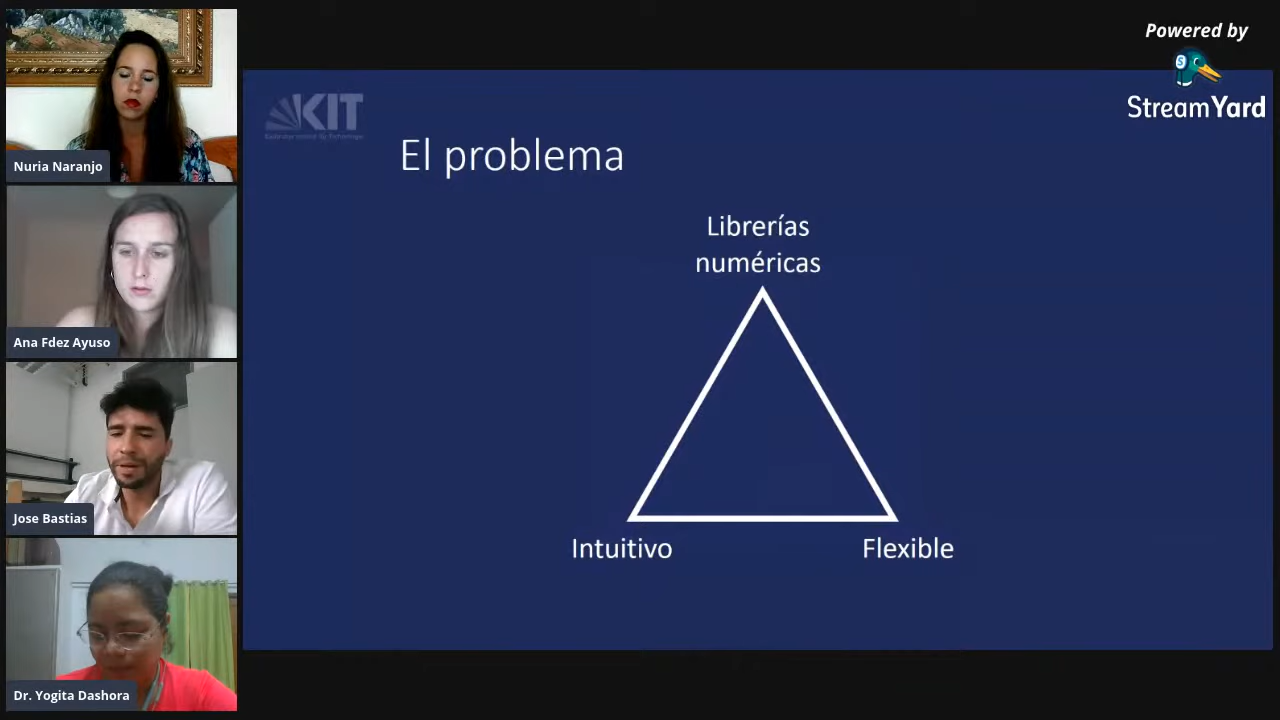 Powered by
StreamYard
KIT
El problema
Librerías
numéricas
Intuitivo
Flexible
Nuria Naranjo
Ana Fdez Ayuso
Jose Bastias
Dr. Yogita Dashora